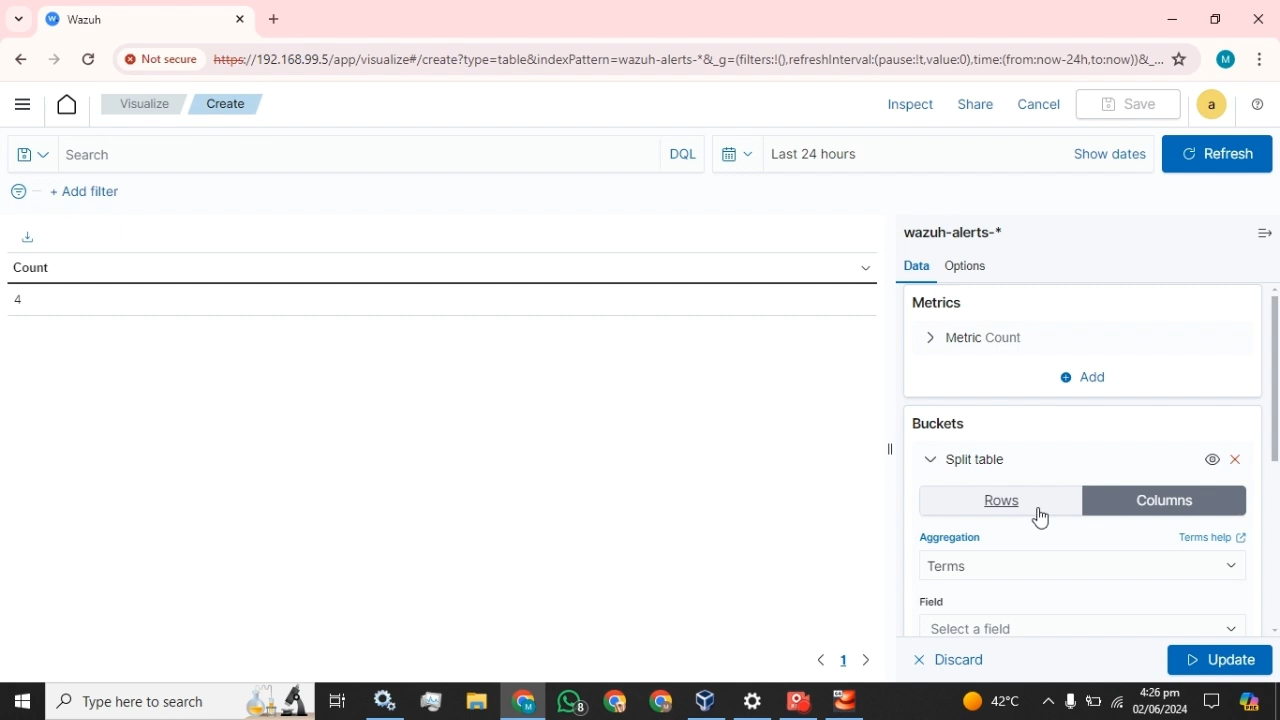 Wazuh
Not secure https://192.168.99.5/app/visualize#/create?type=table&indexPattern=wazuh-alerts-*&_g=(filters:!(),refreshInterval:(pause:!t,value:0),time:(from:now-24h,to:now))&_...
M
Visualize Create Inspect Share Cancel Save a
Search DQL Last 24 hours Show dates Refresh
+ Add filter
wazuh-alerts-*
Data Options
Count
4
Metrics
Metric Count
Add
Buckets
Split table
Rows Columns
Aggregation Terms help
Terms
Field
Select a field
1
Discard Update
Type here to search 8 42°C 4:26 pm
02/06/2024